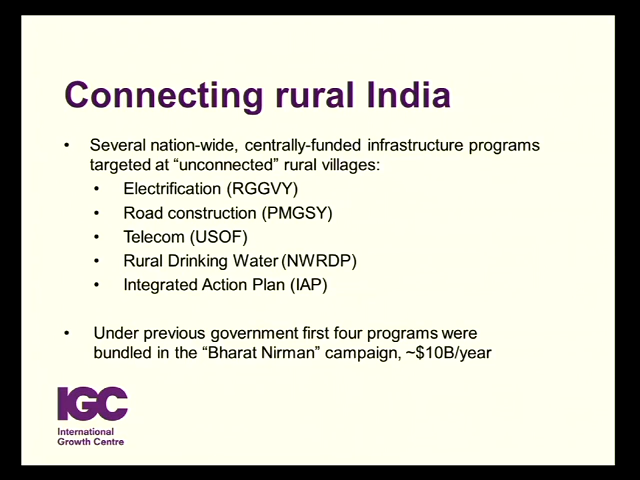 Connecting rural India
• Several nation-wide, centrally-funded infrastructure programs
targeted at “unconnected” rural villages:
• Electrification (RGGVY)
• Road construction (PMGSY)
• Telecom (USOF)
• Rural Drinking Water (NWRDP)
• Integrated Action Plan (IAP)
• Under previous government first four programs were
bundled in the “Bharat Nirman” campaign, ~$10B/year
IGC
International
Growth Centre